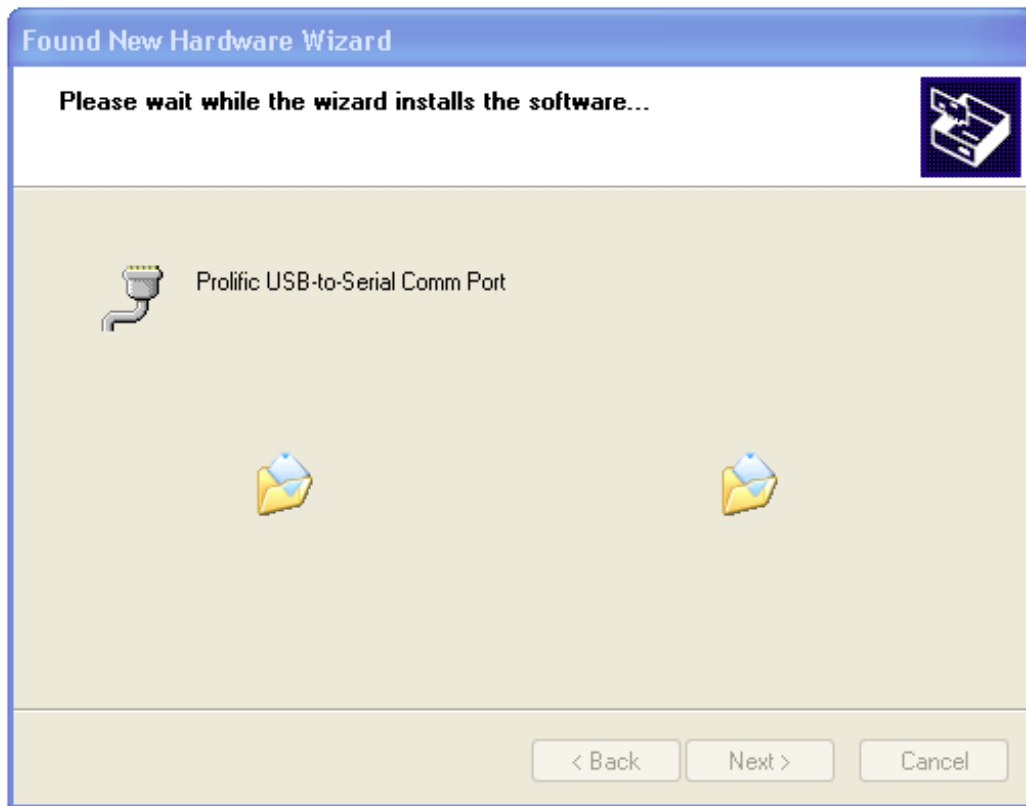 Found New Hardware Wizard
Please wait while the wizard installs the software...
Prolific USB-to-Serial Comm Port
< Back
Next >
Cancel